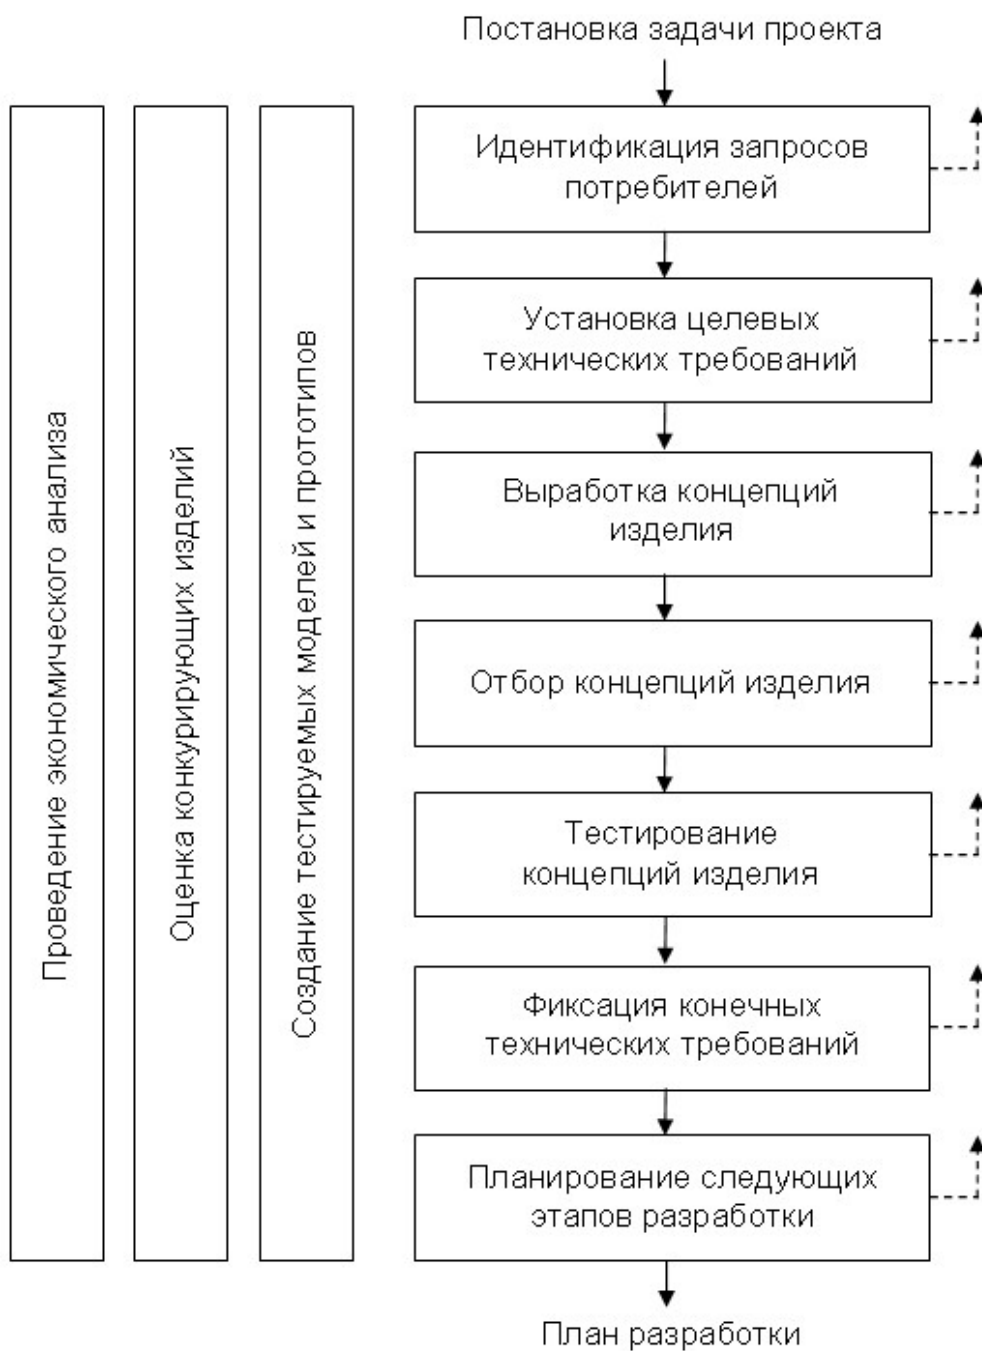 Постановка задачи проекта
Идентификация запросов
потребителей
Установка целевых
технических требований
Выработка концепций
изделия
Отбор концепций изделия
Тестирование
концепций изделия
Фиксация конечных
технических требований
Планирование следующих
этапов разработки
План разработки
Проведение экономического анализа
Оценка конкурирующих изделий
Создание тестируемых моделей и прототипов